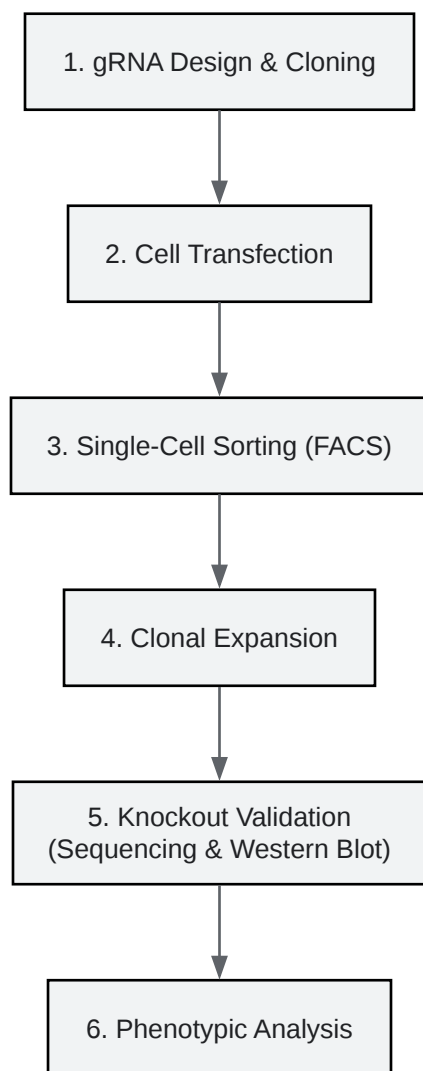 1. gRNA Design & Cloning
2. Cell Transfection
3. Single-Cell Sorting (FACS)
4. Clonal Expansion
5. Knockout Validation
(Sequencing & Western Blot)
6. Phenotypic Analysis